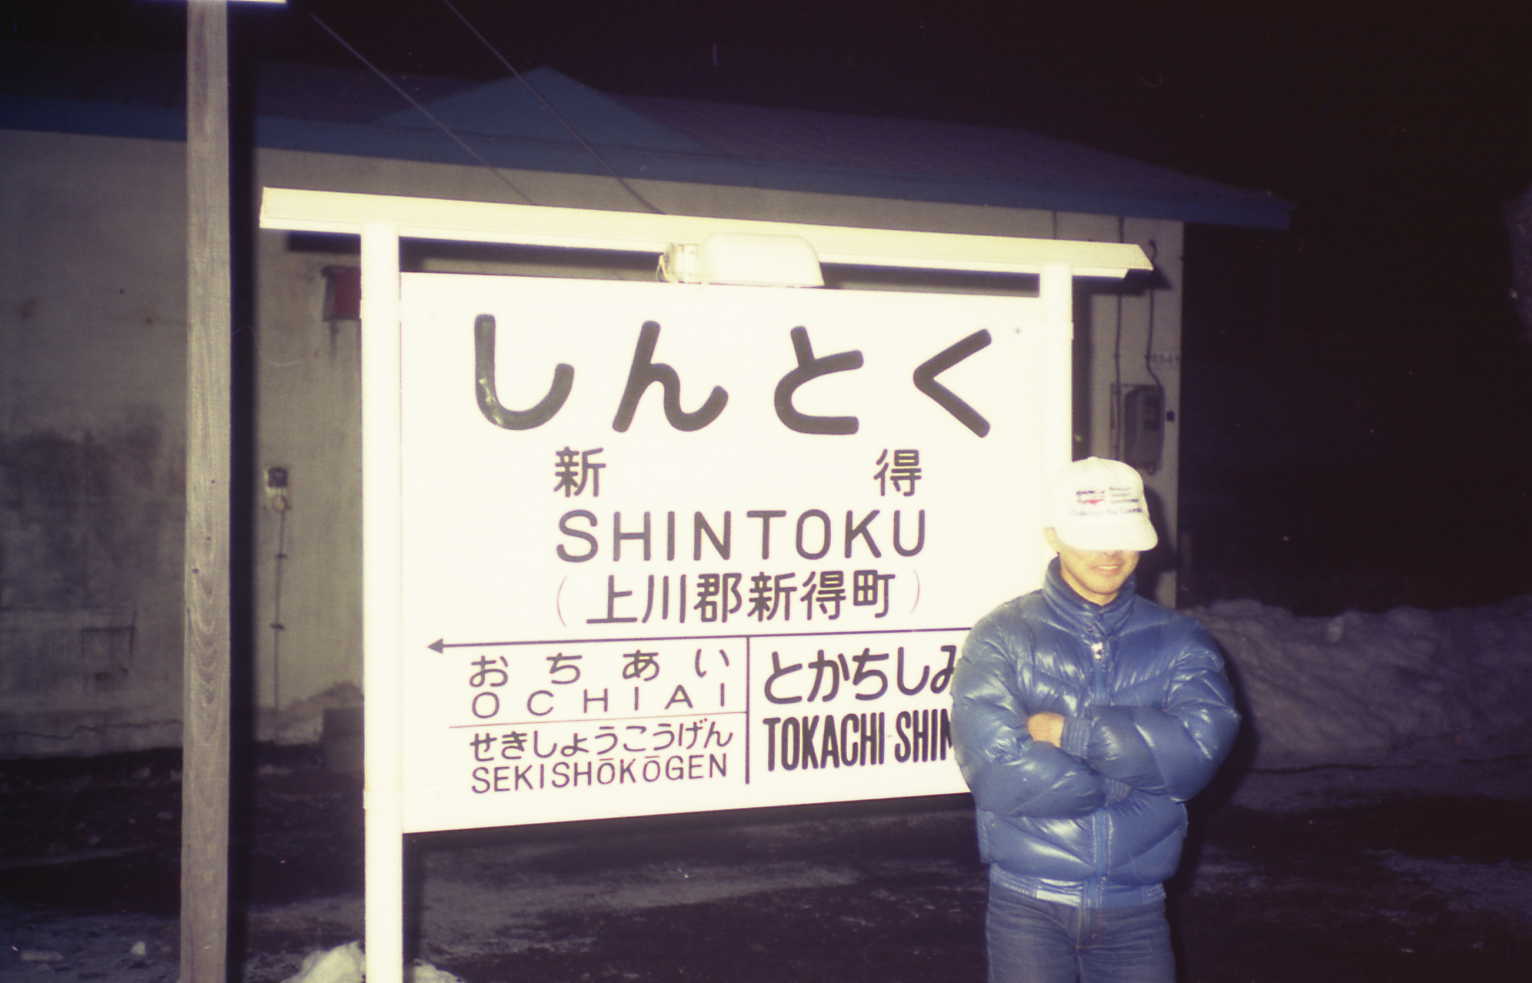 しんとく
新得
SHINTOKU
（上川郡新得町）
おちあい
OCHIAI
せきしょうこうげん
SEKISHŌKŌGEN
とかちしみ
TOKACHI SHIM